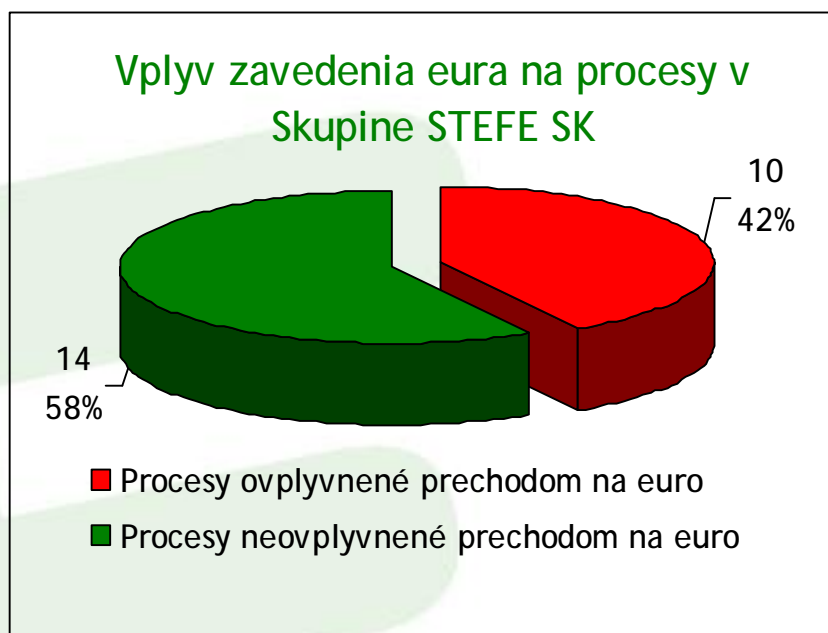 Vplyv zavedenia eura na procesy v
Skupine STEFE SK
10
42%
14
58%
Procesy ovplyvnené prechodom na euro
Procesy neovplyvnené prechodom na euro